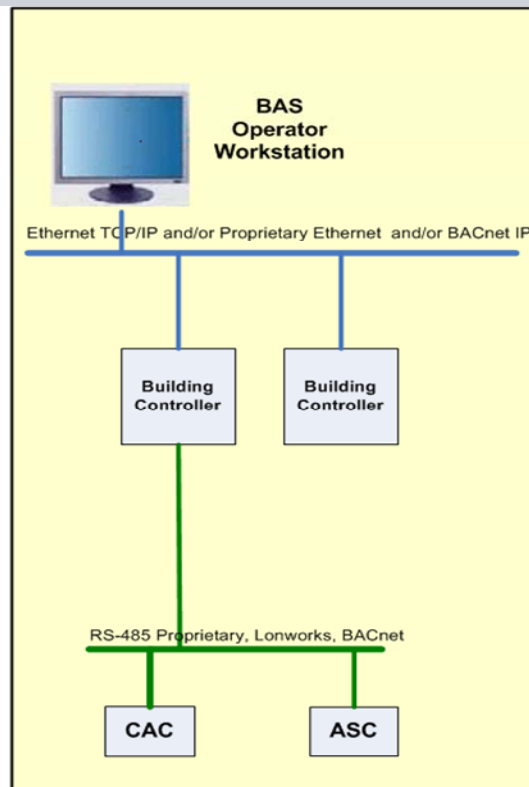 BAS
Operator
Workstation
Ethernet TCP/IP and/or Proprietary Ethernet and/or BACnet IP
Building
Controller
Building
Controller
RS-485 Proprietary, Lonworks, BACnet
CAC
ASC